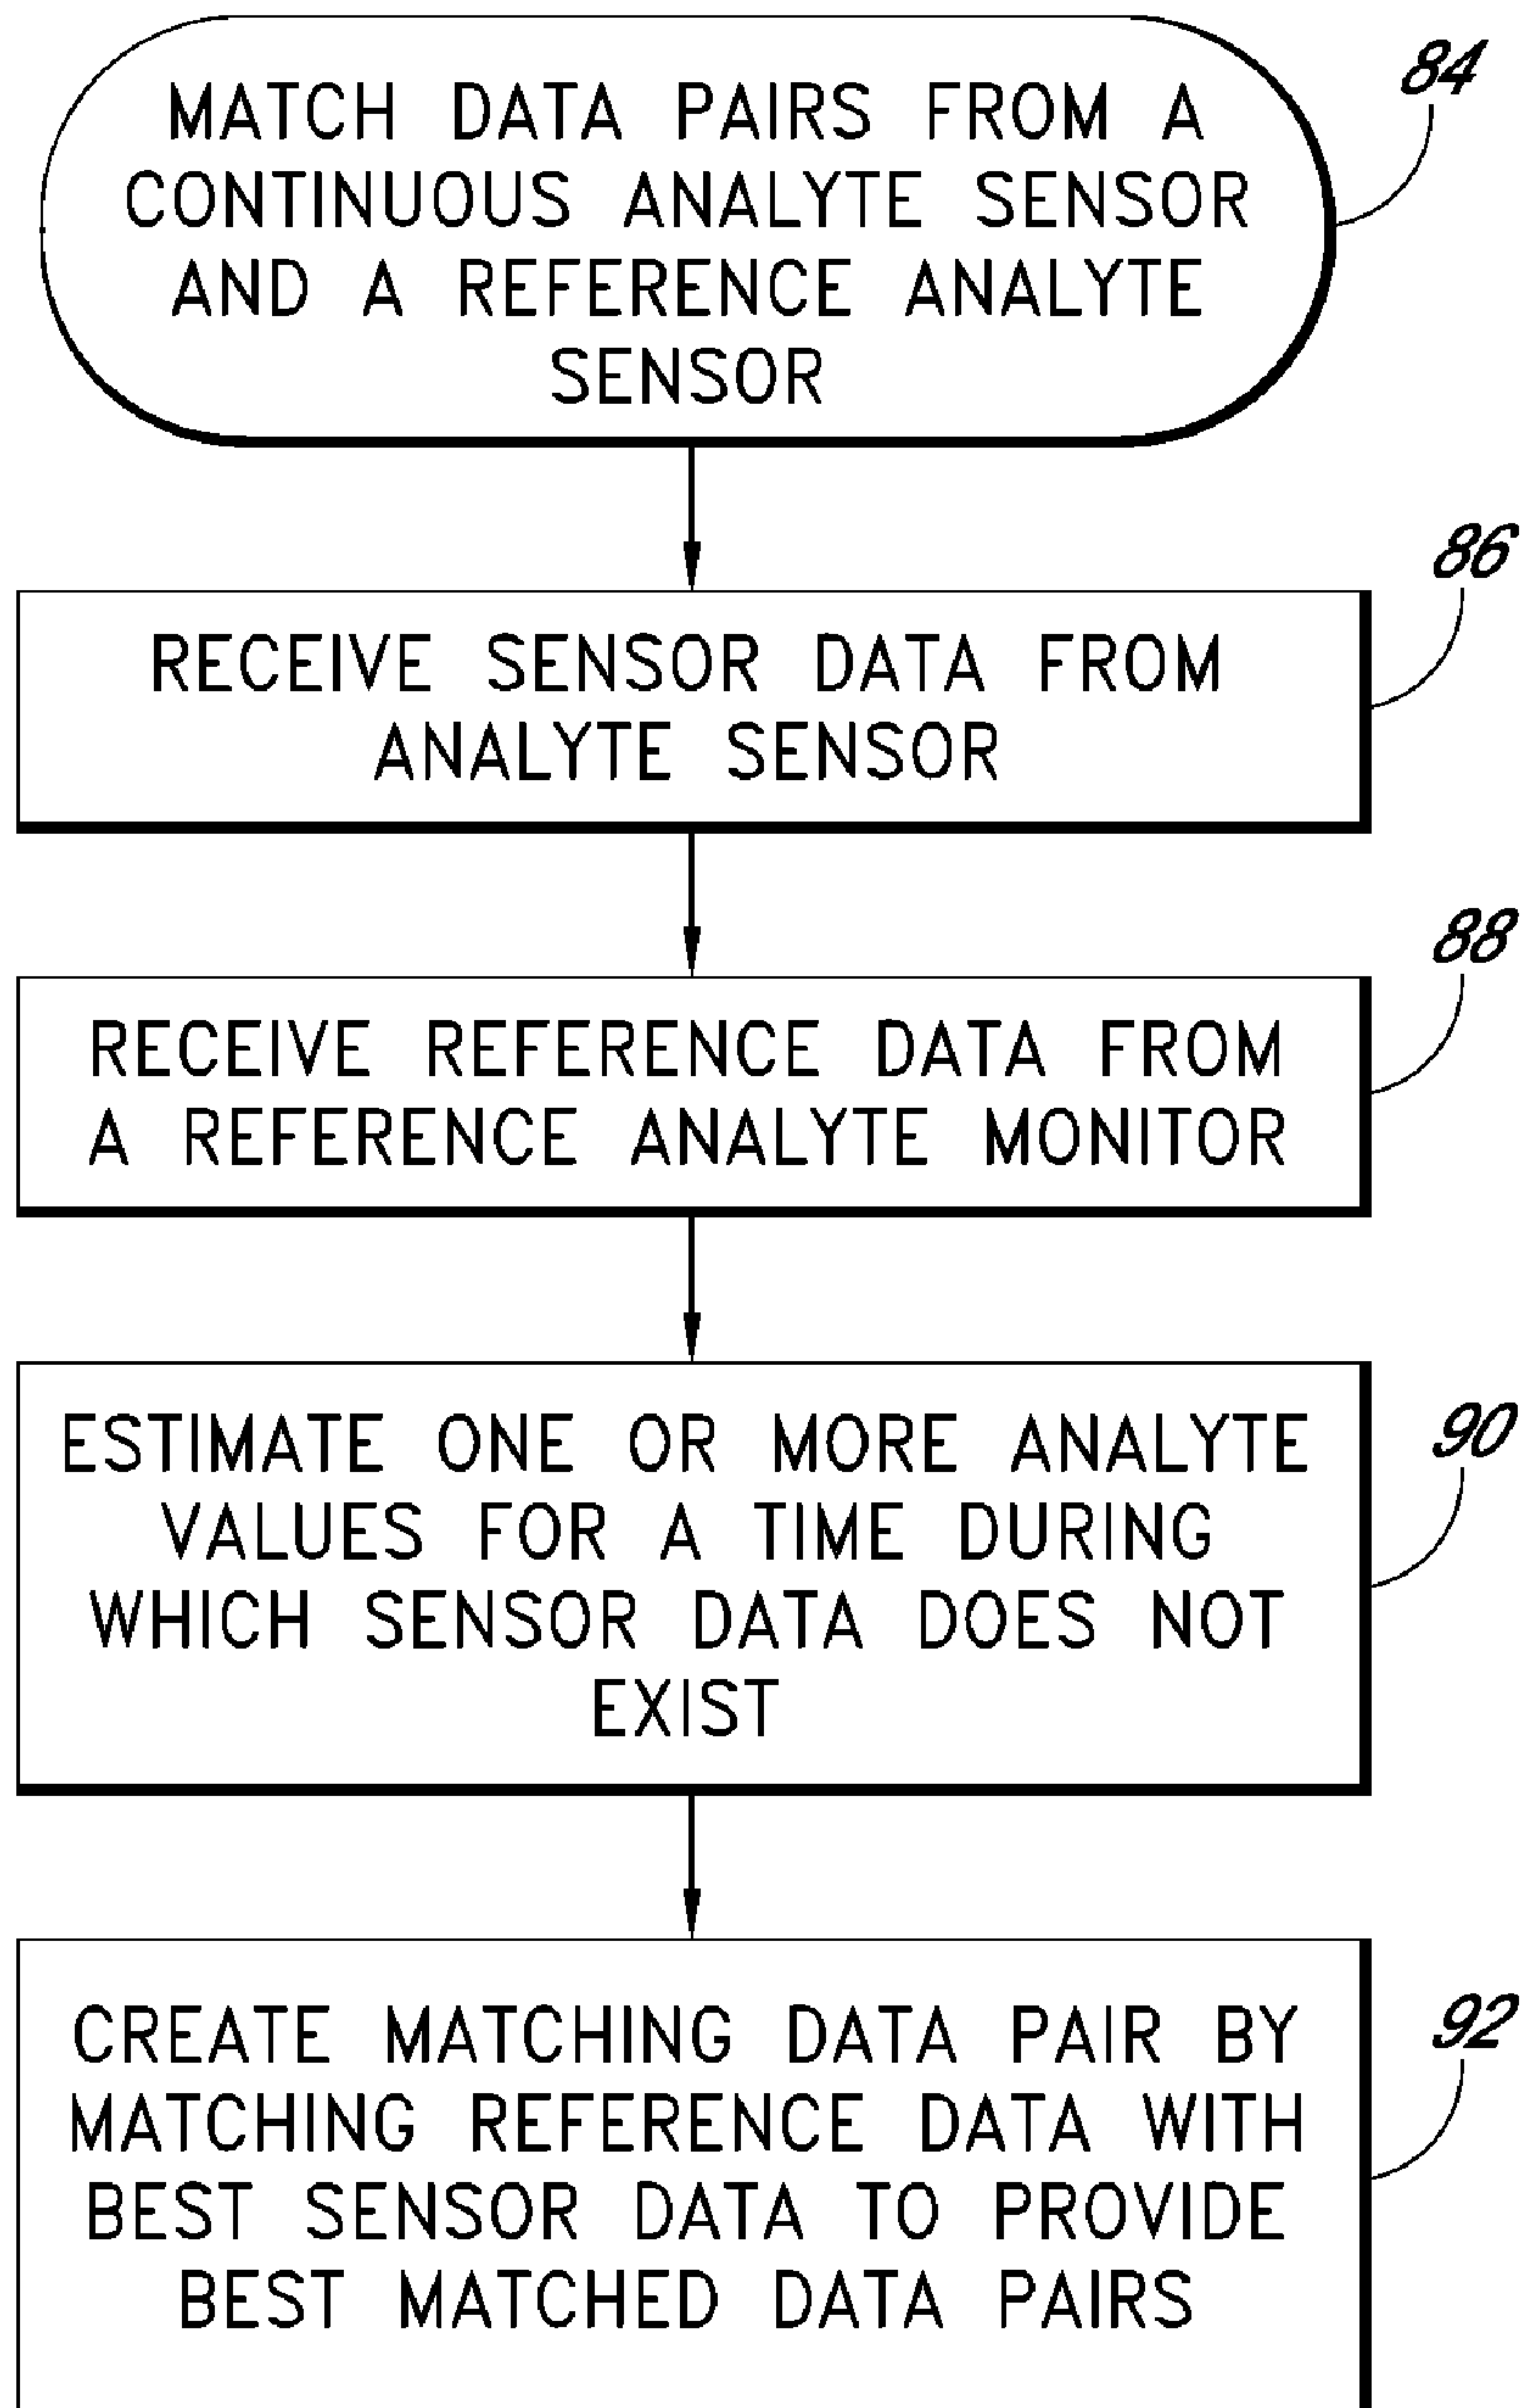 MATCH DATA PAIRS FROM A
CONTINUOUS ANALYTE SENSOR
AND A REFERENCE ANALYTE
SENSOR
84
RECEIVE SENSOR DATA FROM
ANALYTE SENSOR
86
RECEIVE REFERENCE DATA FROM
A REFERENCE ANALYTE MONITOR
88
ESTIMATE ONE OR MORE ANALYTE
VALUES FOR A TIME DURING
WHICH SENSOR DATA DOES NOT
EXIST
90
CREATE MATCHING DATA PAIR BY
MATCHING REFERENCE DATA WITH
BEST SENSOR DATA TO PROVIDE
BEST MATCHED DATA PAIRS
92